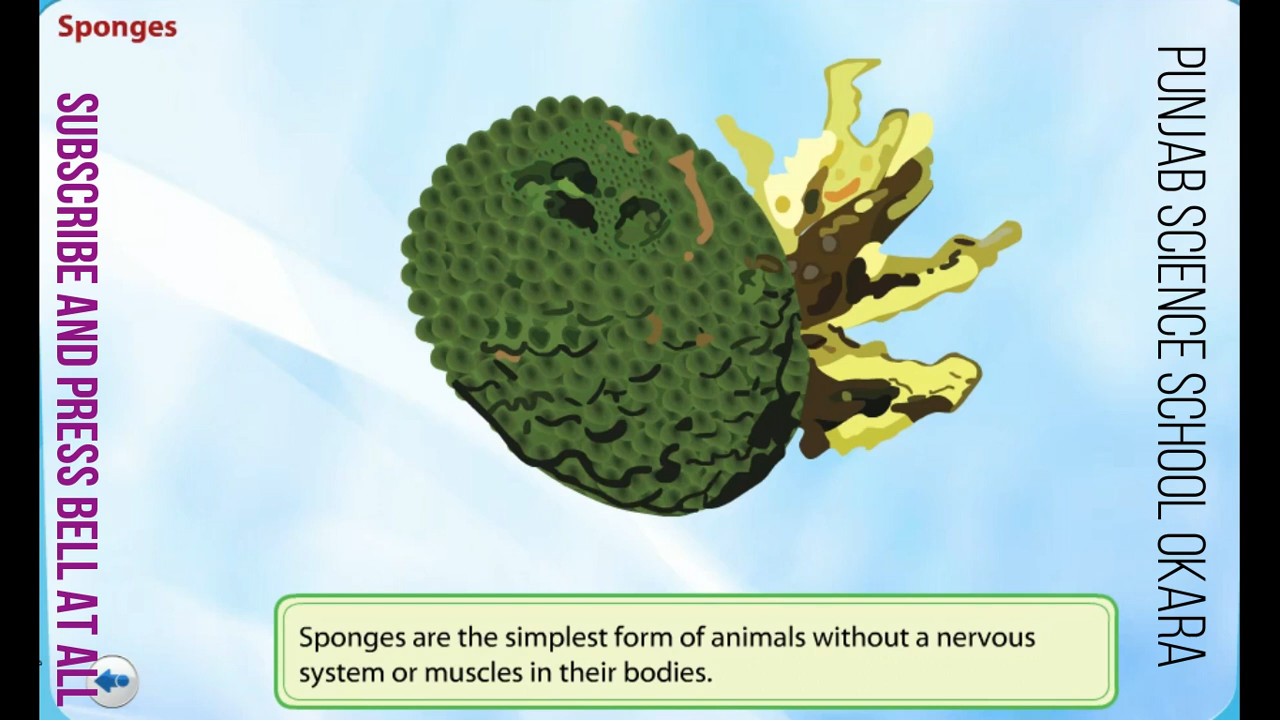 Sponges
SUBSCRIBE AND PRESS BELL AT ALL
PUNJAB SCIENCE SCHOOL OKARA
Sponges are the simplest form of animals without a nervous
system or muscles in their bodies.